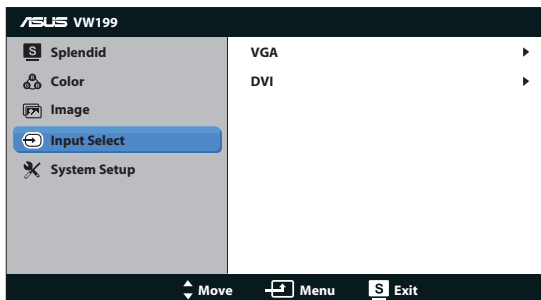 ASUS VW199
S Splendid
Color
Image
Input Select
System Setup
VGA
DVI
Move Menu S Exit